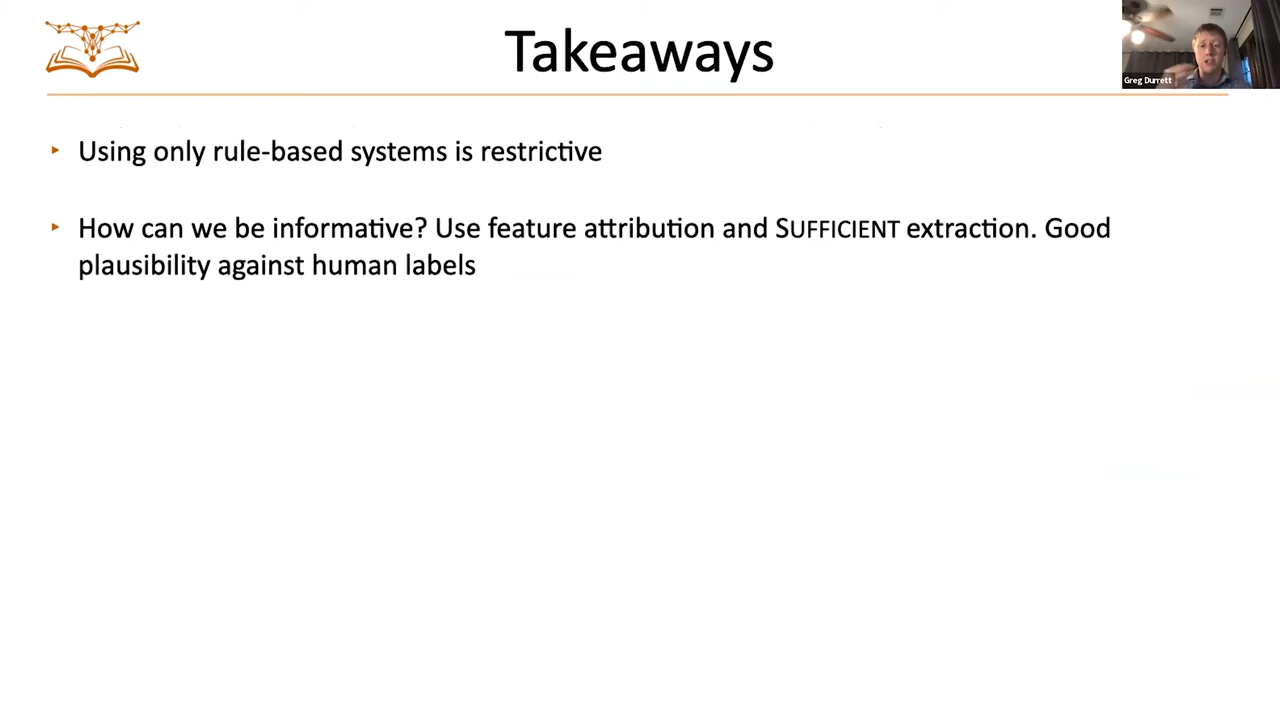 Takeaways
Greg Durrett
‣ Using only rule-based systems is restrictive
‣ How can we be informative? Use feature attribution and SUFFICIENT extraction. Good
plausibility against human labels